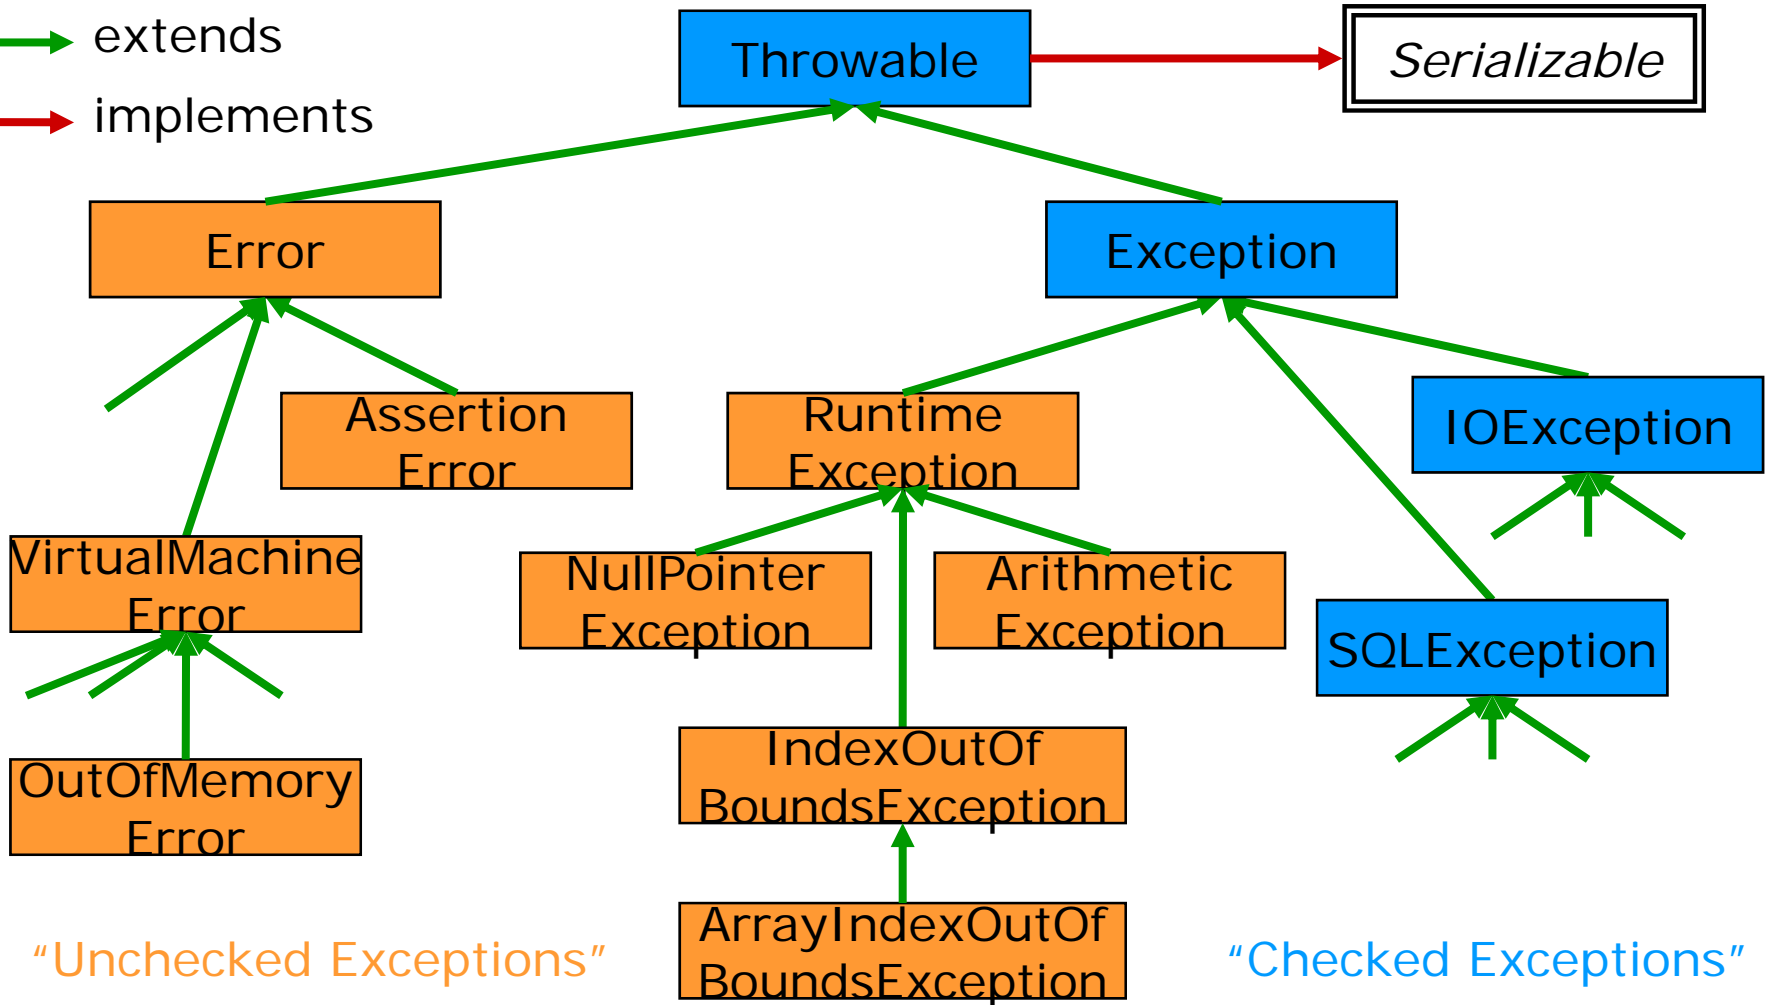 extends
implements
Throwable
Serializable
Error
Exception
Assertion
Error
Runtime
Exception
IOException
VirtualMachine
Error
NullPointer
Exception
Arithmetic
Exception
SQLException
OutOfMemory
Error
IndexOutOf
BoundsException
ArrayIndexOutOf
BoundsException
“Unchecked Exceptions”
“Checked Exceptions”